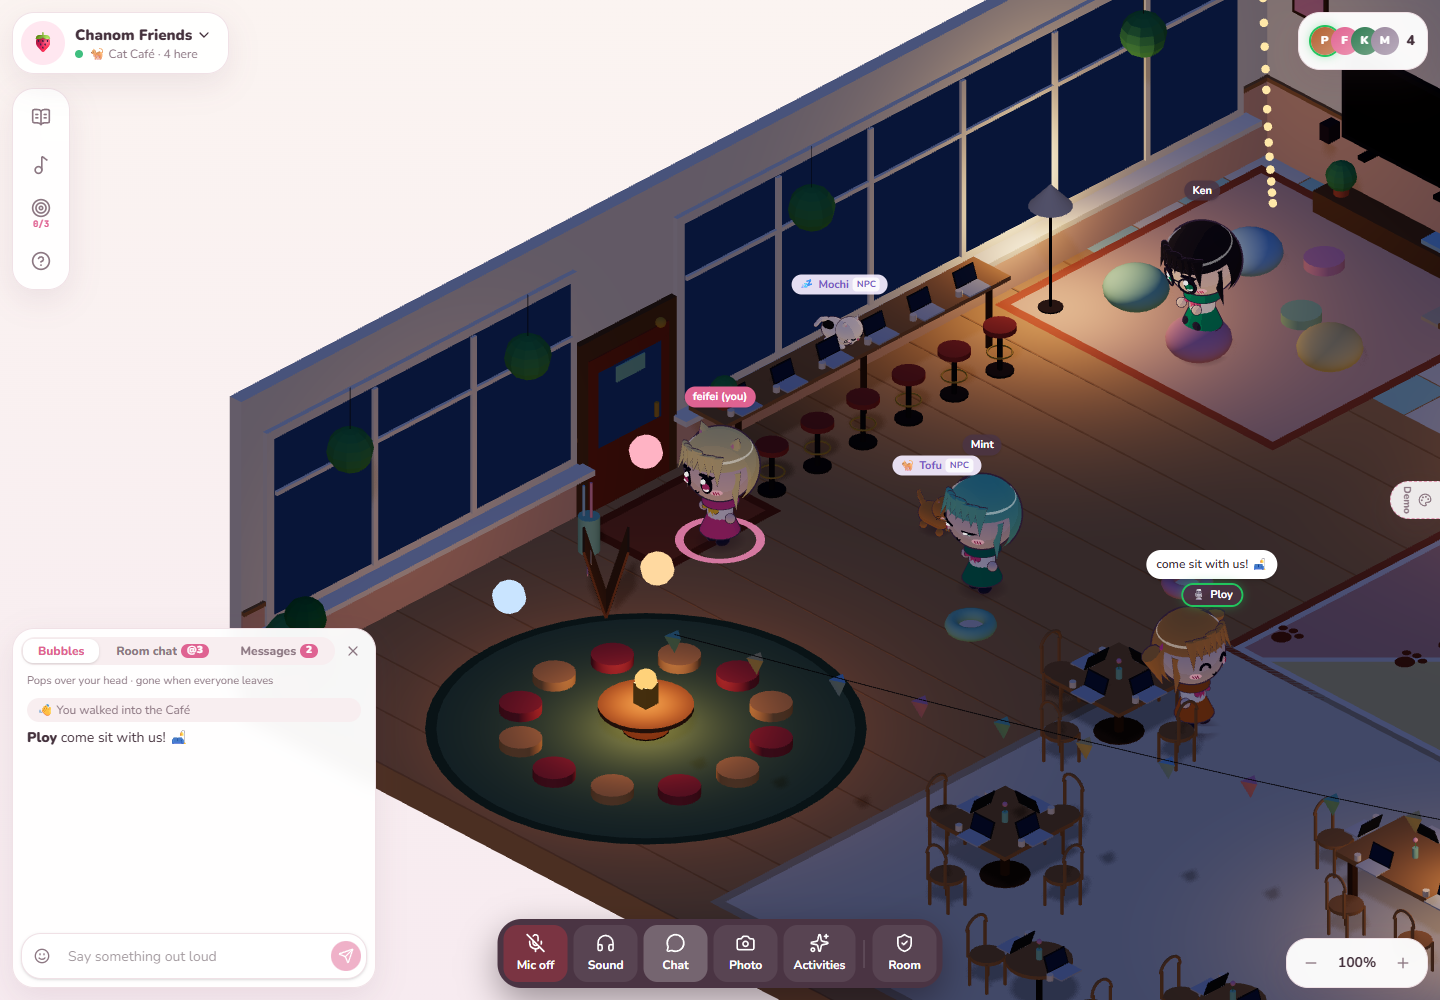 Chanom Friends
Cat Café · 4 here
0/3
P F K M 4
Ken
Mochi NPC
feifei (you)
Mint
Tofu NPC
Demo
come sit with us!
Ploy
Bubbles
Room chat @3
Messages 2
Pops over your head · gone when everyone leaves
You walked into the Café
Ploy come sit with us!
Say something out loud
Mic off
Sound
Chat
Photo
Activities
Room
100%